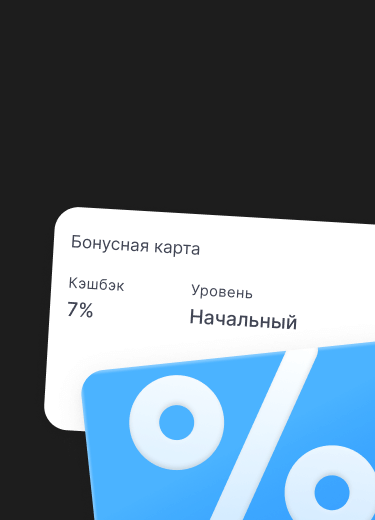 Бонусная карта
Кэшбэк
Уровень
7%
Начальный
%